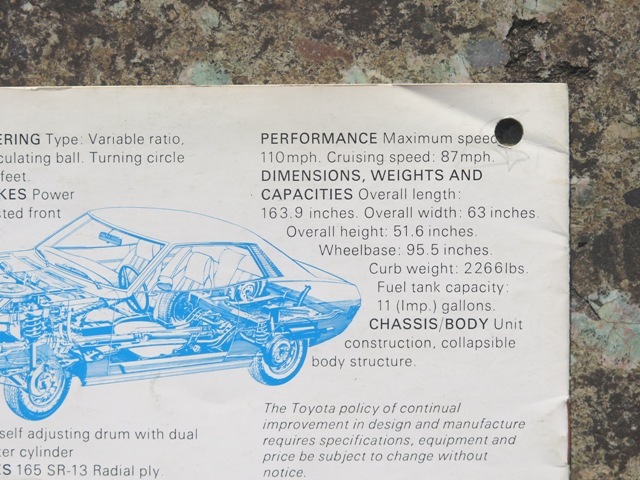 ERING Type: Variable ratio,
culating ball. Turning circle
feet.
KES Power
sted front
self adjusting drum with dual
ter cylinder
ES 165 SR-13 Radial ply.
PERFORMANCE Maximum speed
110mph. Cruising speed: 87mph.
DIMENSIONS, WEIGHTS AND
CAPACITIES Overall length:
163.9 inches. Overall width: 63 inches.
Overall height: 51.6 inches.
Wheelbase: 95.5 inches.
Curb weight: 2266lbs.
Fuel tank capacity:
11 (Imp.) gallons.
CHASSIS/BODY Unit
construction, collapsible
body structure.
The Toyota policy of continual
improvement in design and manufacture
requires specifications, equipment and
price be subject to change without
notice.